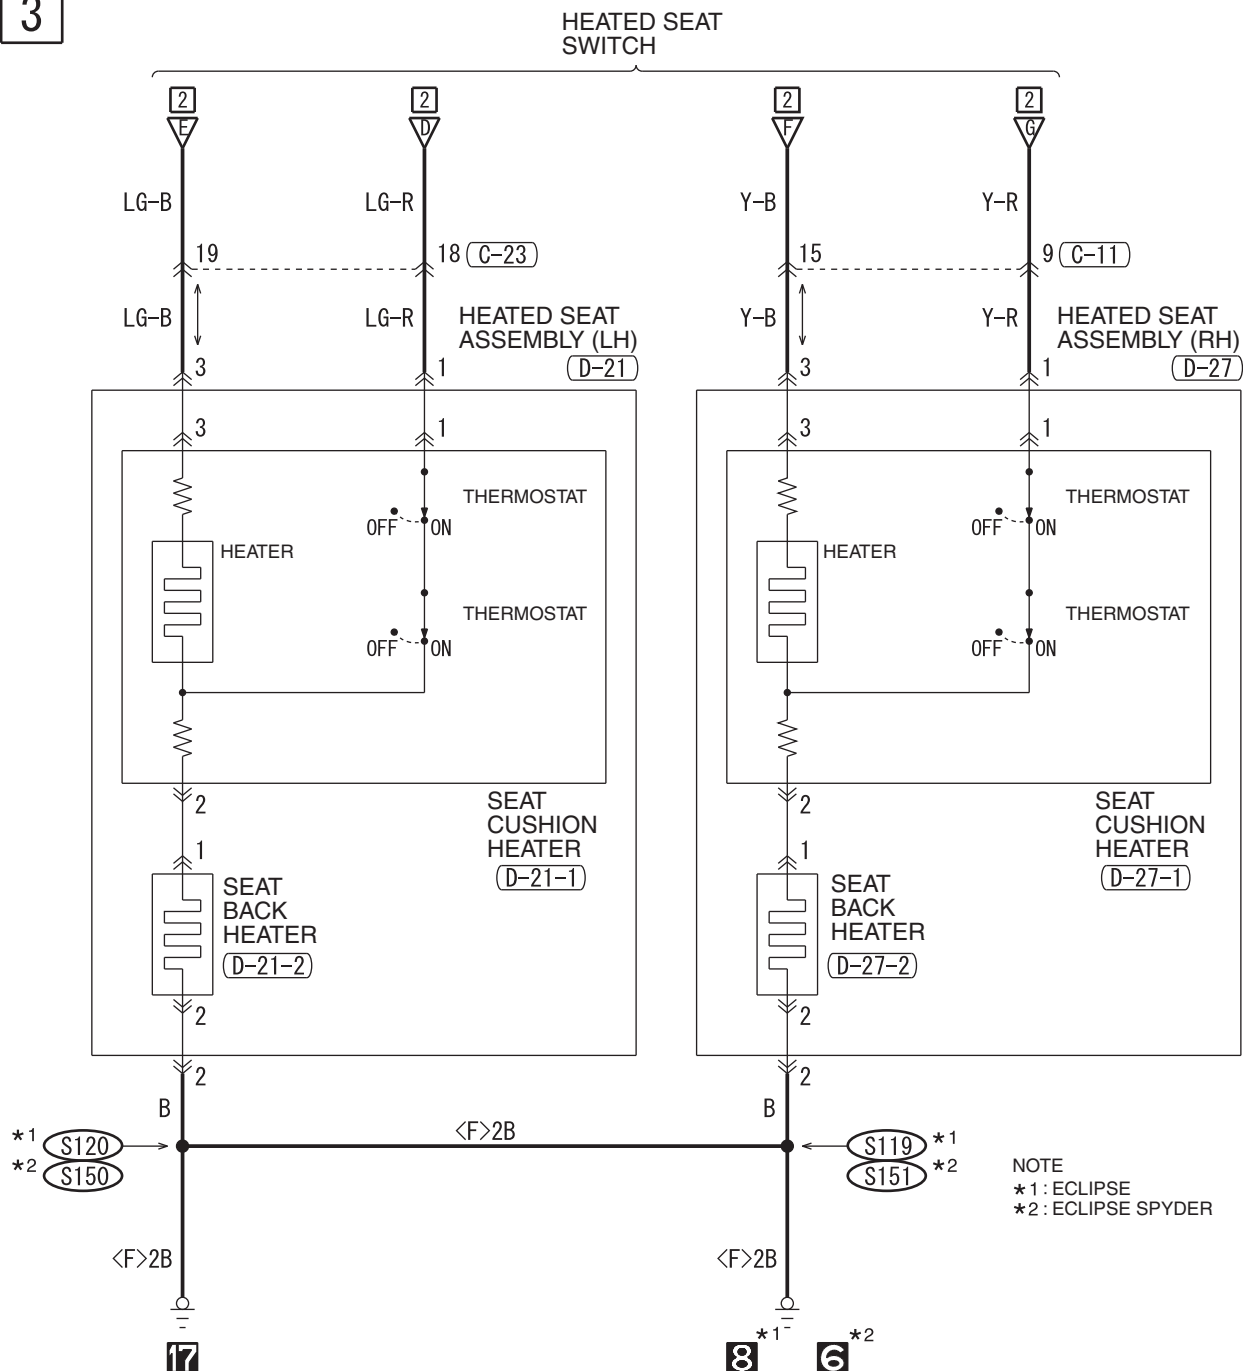 3
HEATED SEAT
SWITCH
2 2 2 2
E D F G
LG-B LG-R Y-B Y-R
19 18 C-23 15 9 C-11
LG-B LG-R Y-B Y-R
HEATED SEAT
ASSEMBLY (LH)
D-21
HEATED SEAT
ASSEMBLY (RH)
D-27
3 1 3 1
3 1 3 1
THERMOSTAT THERMOSTAT
OFF ON OFF ON
HEATER HEATER
THERMOSTAT THERMOSTAT
OFF ON OFF ON
2 2
SEAT
CUSHION
HEATER
D-21-1
SEAT
CUSHION
HEATER
D-27-1
1 1
SEAT
BACK
HEATER
D-21-2
SEAT
BACK
HEATER
D-27-2
2 2
2 2
B B
<F>2B
*1 S120 S119 *1
*2 S150 S151 *2
NOTE
*1 : ECLIPSE
*2 : ECLIPSE SPYDER
<F>2B <F>2B
17 8 *1 6 *2